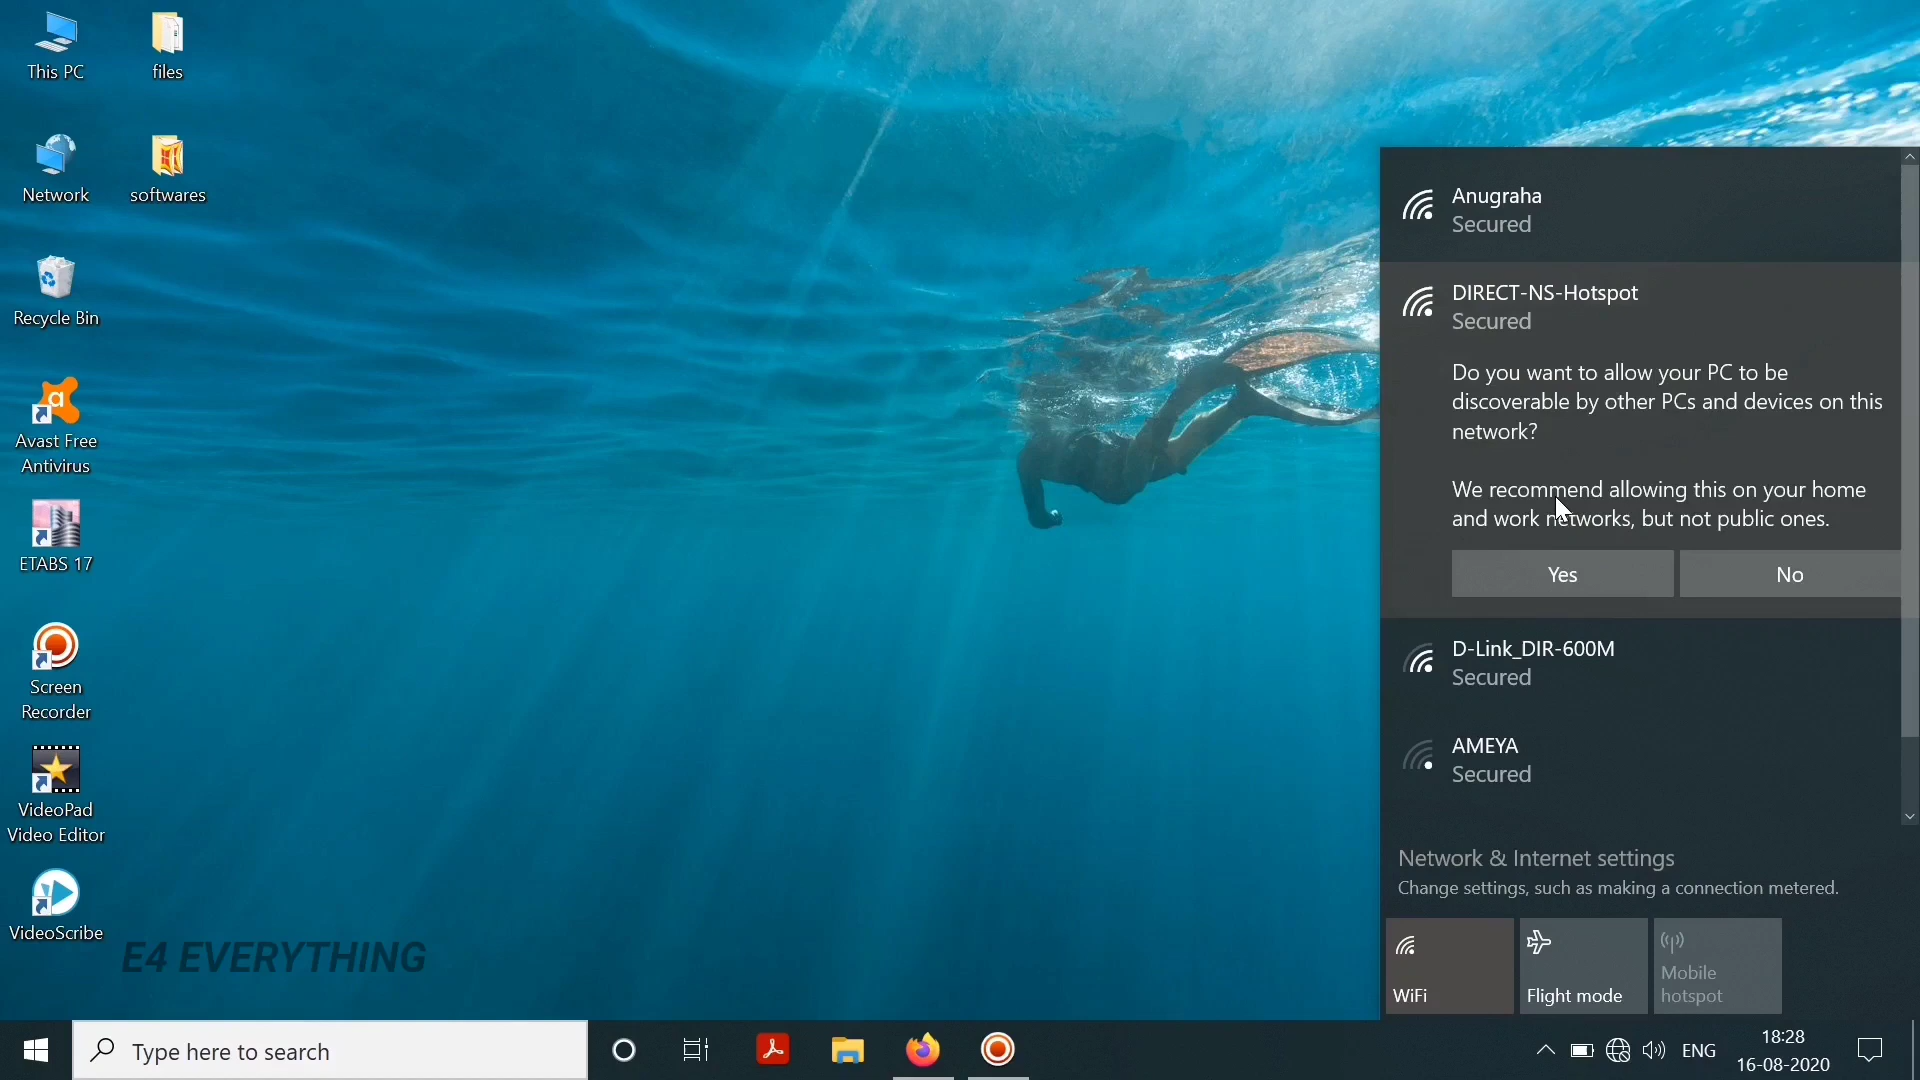 This PC
files
Network
softwares
Recycle Bin
Avast Free
Antivirus
ETABS 17
Screen
Recorder
VideoPad
Video Editor
VideoScribe
E4 EVERYTHING
Anugraha
Secured
DIRECT-NS-Hotspot
Secured
Do you want to allow your PC to be
discoverable by other PCs and devices on this
network?
We recommend allowing this on your home
and work networks, but not public ones.
Yes
No
D-Link_DIR-600M
Secured
AMEYA
Secured
Network & Internet settings
Change settings, such as making a connection metered.
WiFi
Flight mode
Mobile
hotspot
Type here to search
ENG
18:28
16-08-2020